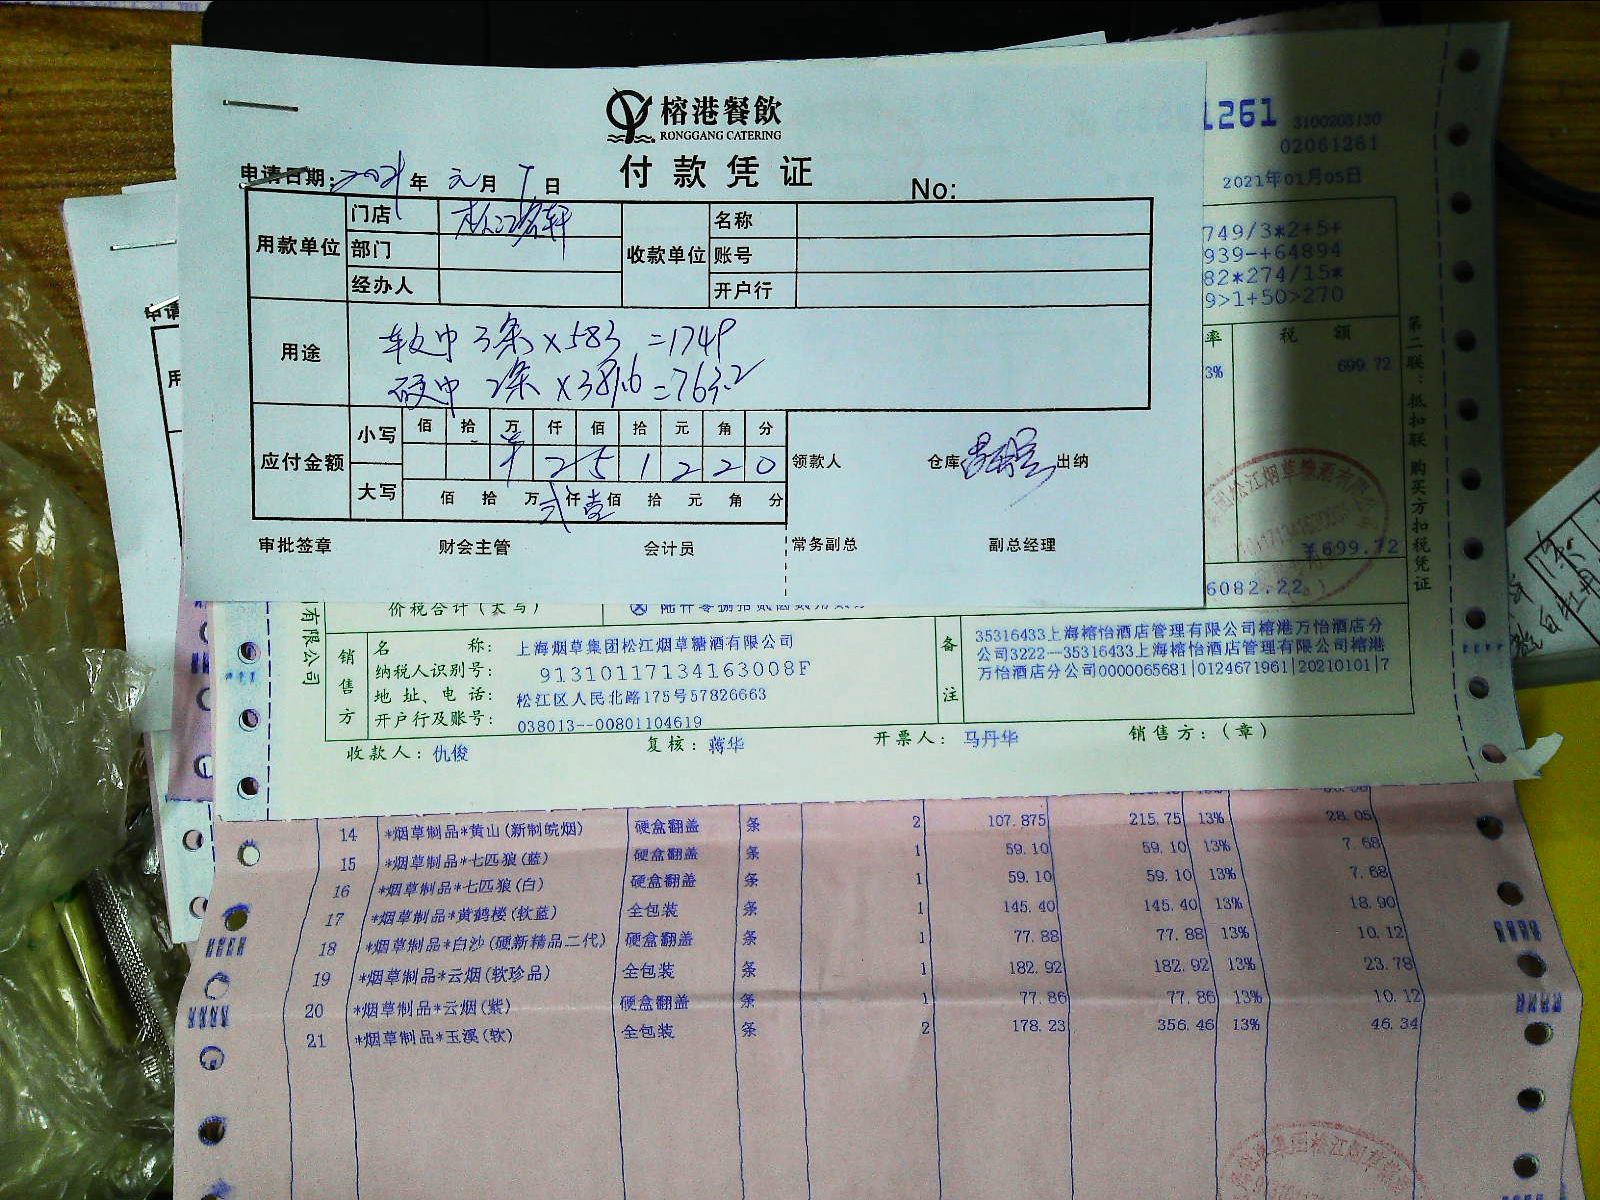 榕港餐飲
RONGGANG CATERING
付款凭证
申请日期: 2021 年 元 月 日
No:
用款单位 门店
部门
经办人
收款单位 名称
账号
开户行
用途
软中 3条 ×583 =1749
硬中 2条 ×381.6 =763.2
应付金额 小写 佰 拾 万 仟 佰 拾 元 角 分
2 5 1 2 2 0
大写 佰 拾 万 仟 佰 拾 元 角 分
领款人 仓库 出纳
审批签章 财会主管 会计员 常务副总 副总经理
1261 3100203130
02061261
2021年01月05日
749/3*2+5+
939-+64894
82*274/15*
9>1+50>270
率 税 额
3% 699.72
¥699.72
6082.22
第二联:抵扣联 购买方扣税凭证
有限公司
价税合计(大写)
销售方
名 称: 上海烟草集团松江烟草糖酒有限公司
纳税人识别号: 91310117134163008F
地 址、电 话: 松江区人民北路175号57826663
开户行及账号: 038013--00801104619
备注
35316433上海榕怡酒店管理有限公司榕港万怡酒店分
公司3222--35316433上海榕怡酒店管理有限公司榕港
万怡酒店分公司0000065681|0124671961|20210101|7
收款人: 仇俊 复核: 蒋华 开票人: 马丹华 销售方: (章)
14 *烟草制品*黄山(新制皖烟) 硬盒翻盖 条 2 107.875 215.75 13% 28.05
15 *烟草制品*七匹狼(蓝) 硬盒翻盖 条 1 59.10 59.10 13% 7.68
16 *烟草制品*七匹狼(白) 硬盒翻盖 条 1 59.10 59.10 13% 7.68
17 *烟草制品*黄鹤楼(软蓝) 全包装 条 1 145.40 145.40 13% 18.90
18 *烟草制品*白沙(硬新精品二代) 硬盒翻盖 条 1 77.88 77.88 13% 10.12
19 *烟草制品*云烟(软珍品) 全包装 条 1 182.92 182.92 13% 23.78
20 *烟草制品*云烟(紫) 硬盒翻盖 条 1 77.86 77.86 13% 10.12
21 *烟草制品*玉溪(软) 全包装 条 2 178.23 356.46 13% 46.34